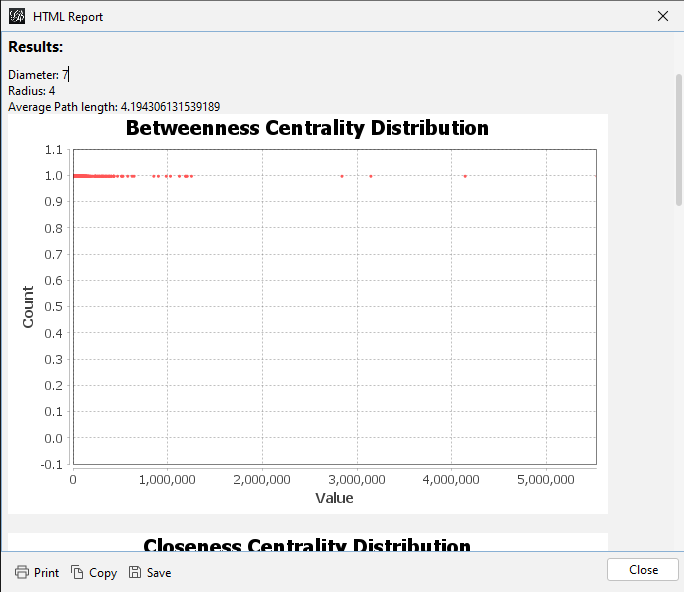 HTML Report
Results:
Diameter: 7
Radius: 4
Average Path length: 4.194306131539189
Betweenness Centrality Distribution
1.1
1.0
0.9
0.8
0.7
0.6
0.5
0.4
0.3
0.2
0.1
0.0
-0.1
Count
0 1,000,000 2,000,000 3,000,000 4,000,000 5,000,000
Value
Closeness Centrality Distribution
Print Copy Save Close